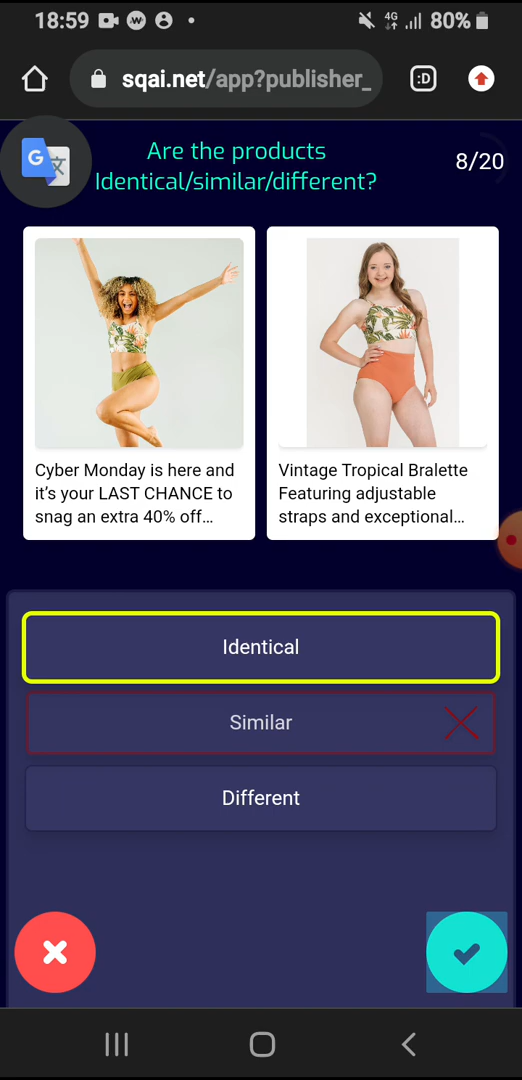 18:59
4G
80%
sqai.net/app?publisher_
:D
G 文
Are the products
Identical/similar/different?
8/20
Cyber Monday is here and
it's your LAST CHANCE to
snag an extra 40% off...
Vintage Tropical Bralette
Featuring adjustable
straps and exceptional...
Identical
Similar
Different